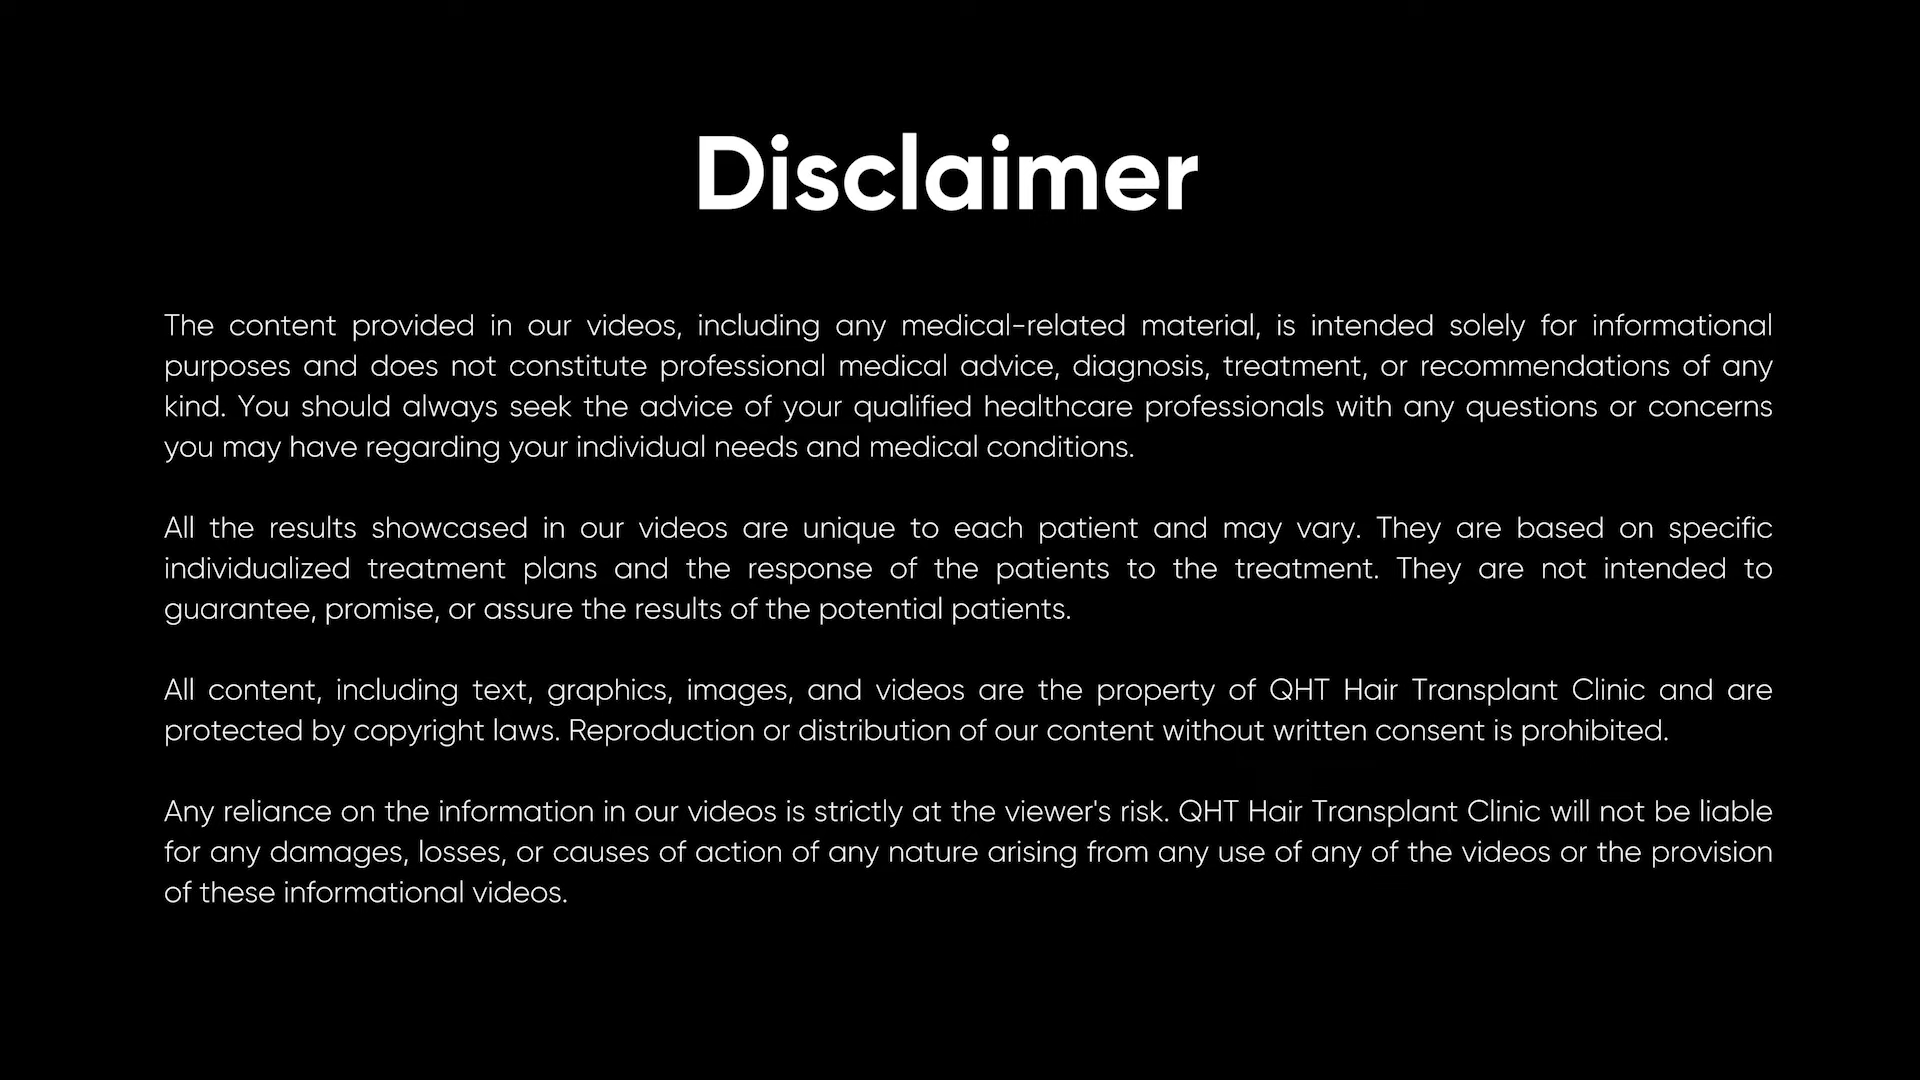 Disclaimer
The content provided in our videos, including any medical-related material, is intended solely for informational
purposes and does not constitute professional medical advice, diagnosis, treatment, or recommendations of any
kind. You should always seek the advice of your qualified healthcare professionals with any questions or concerns
you may have regarding your individual needs and medical conditions.
All the results showcased in our videos are unique to each patient and may vary. They are based on specific
individualized treatment plans and the response of the patients to the treatment. They are not intended to
guarantee, promise, or assure the results of the potential patients.
All content, including text, graphics, images, and videos are the property of QHT Hair Transplant Clinic and are
protected by copyright laws. Reproduction or distribution of our content without written consent is prohibited.
Any reliance on the information in our videos is strictly at the viewer's risk. QHT Hair Transplant Clinic will not be liable
for any damages, losses, or causes of action of any nature arising from any use of any of the videos or the provision
of these informational videos.